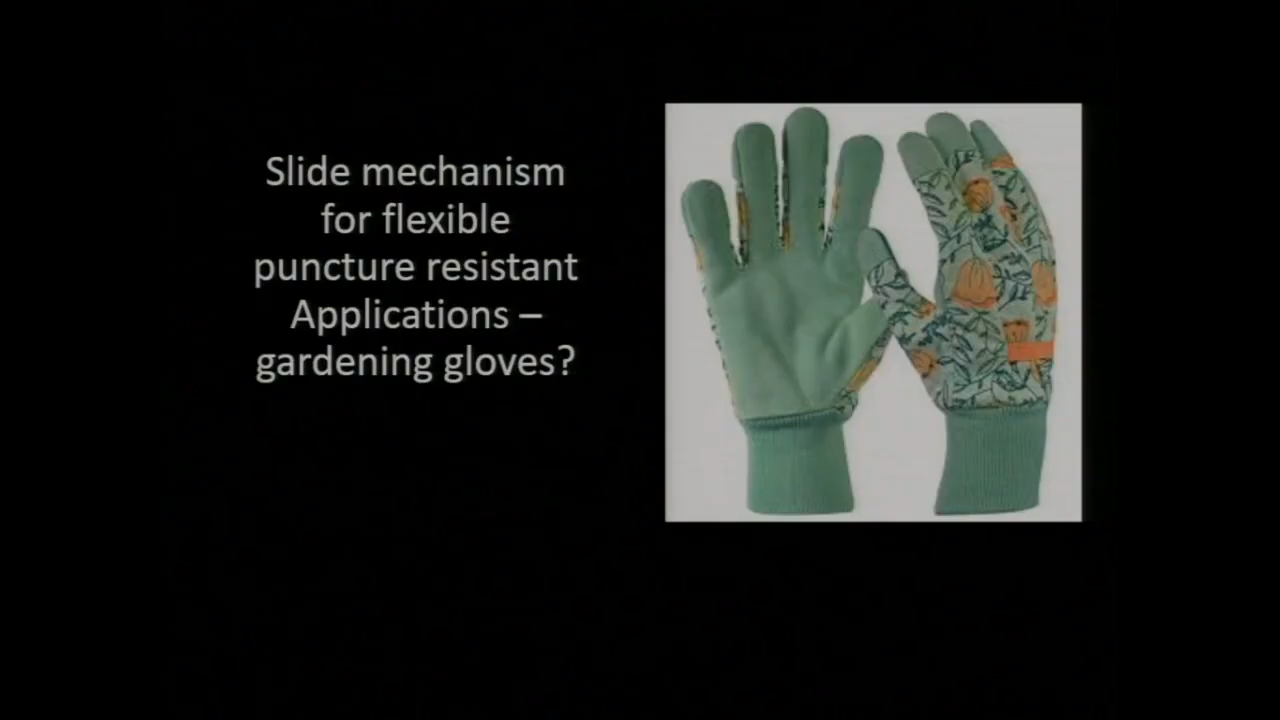 Slide mechanism
for flexible
puncture resistant
Applications –
gardening gloves?